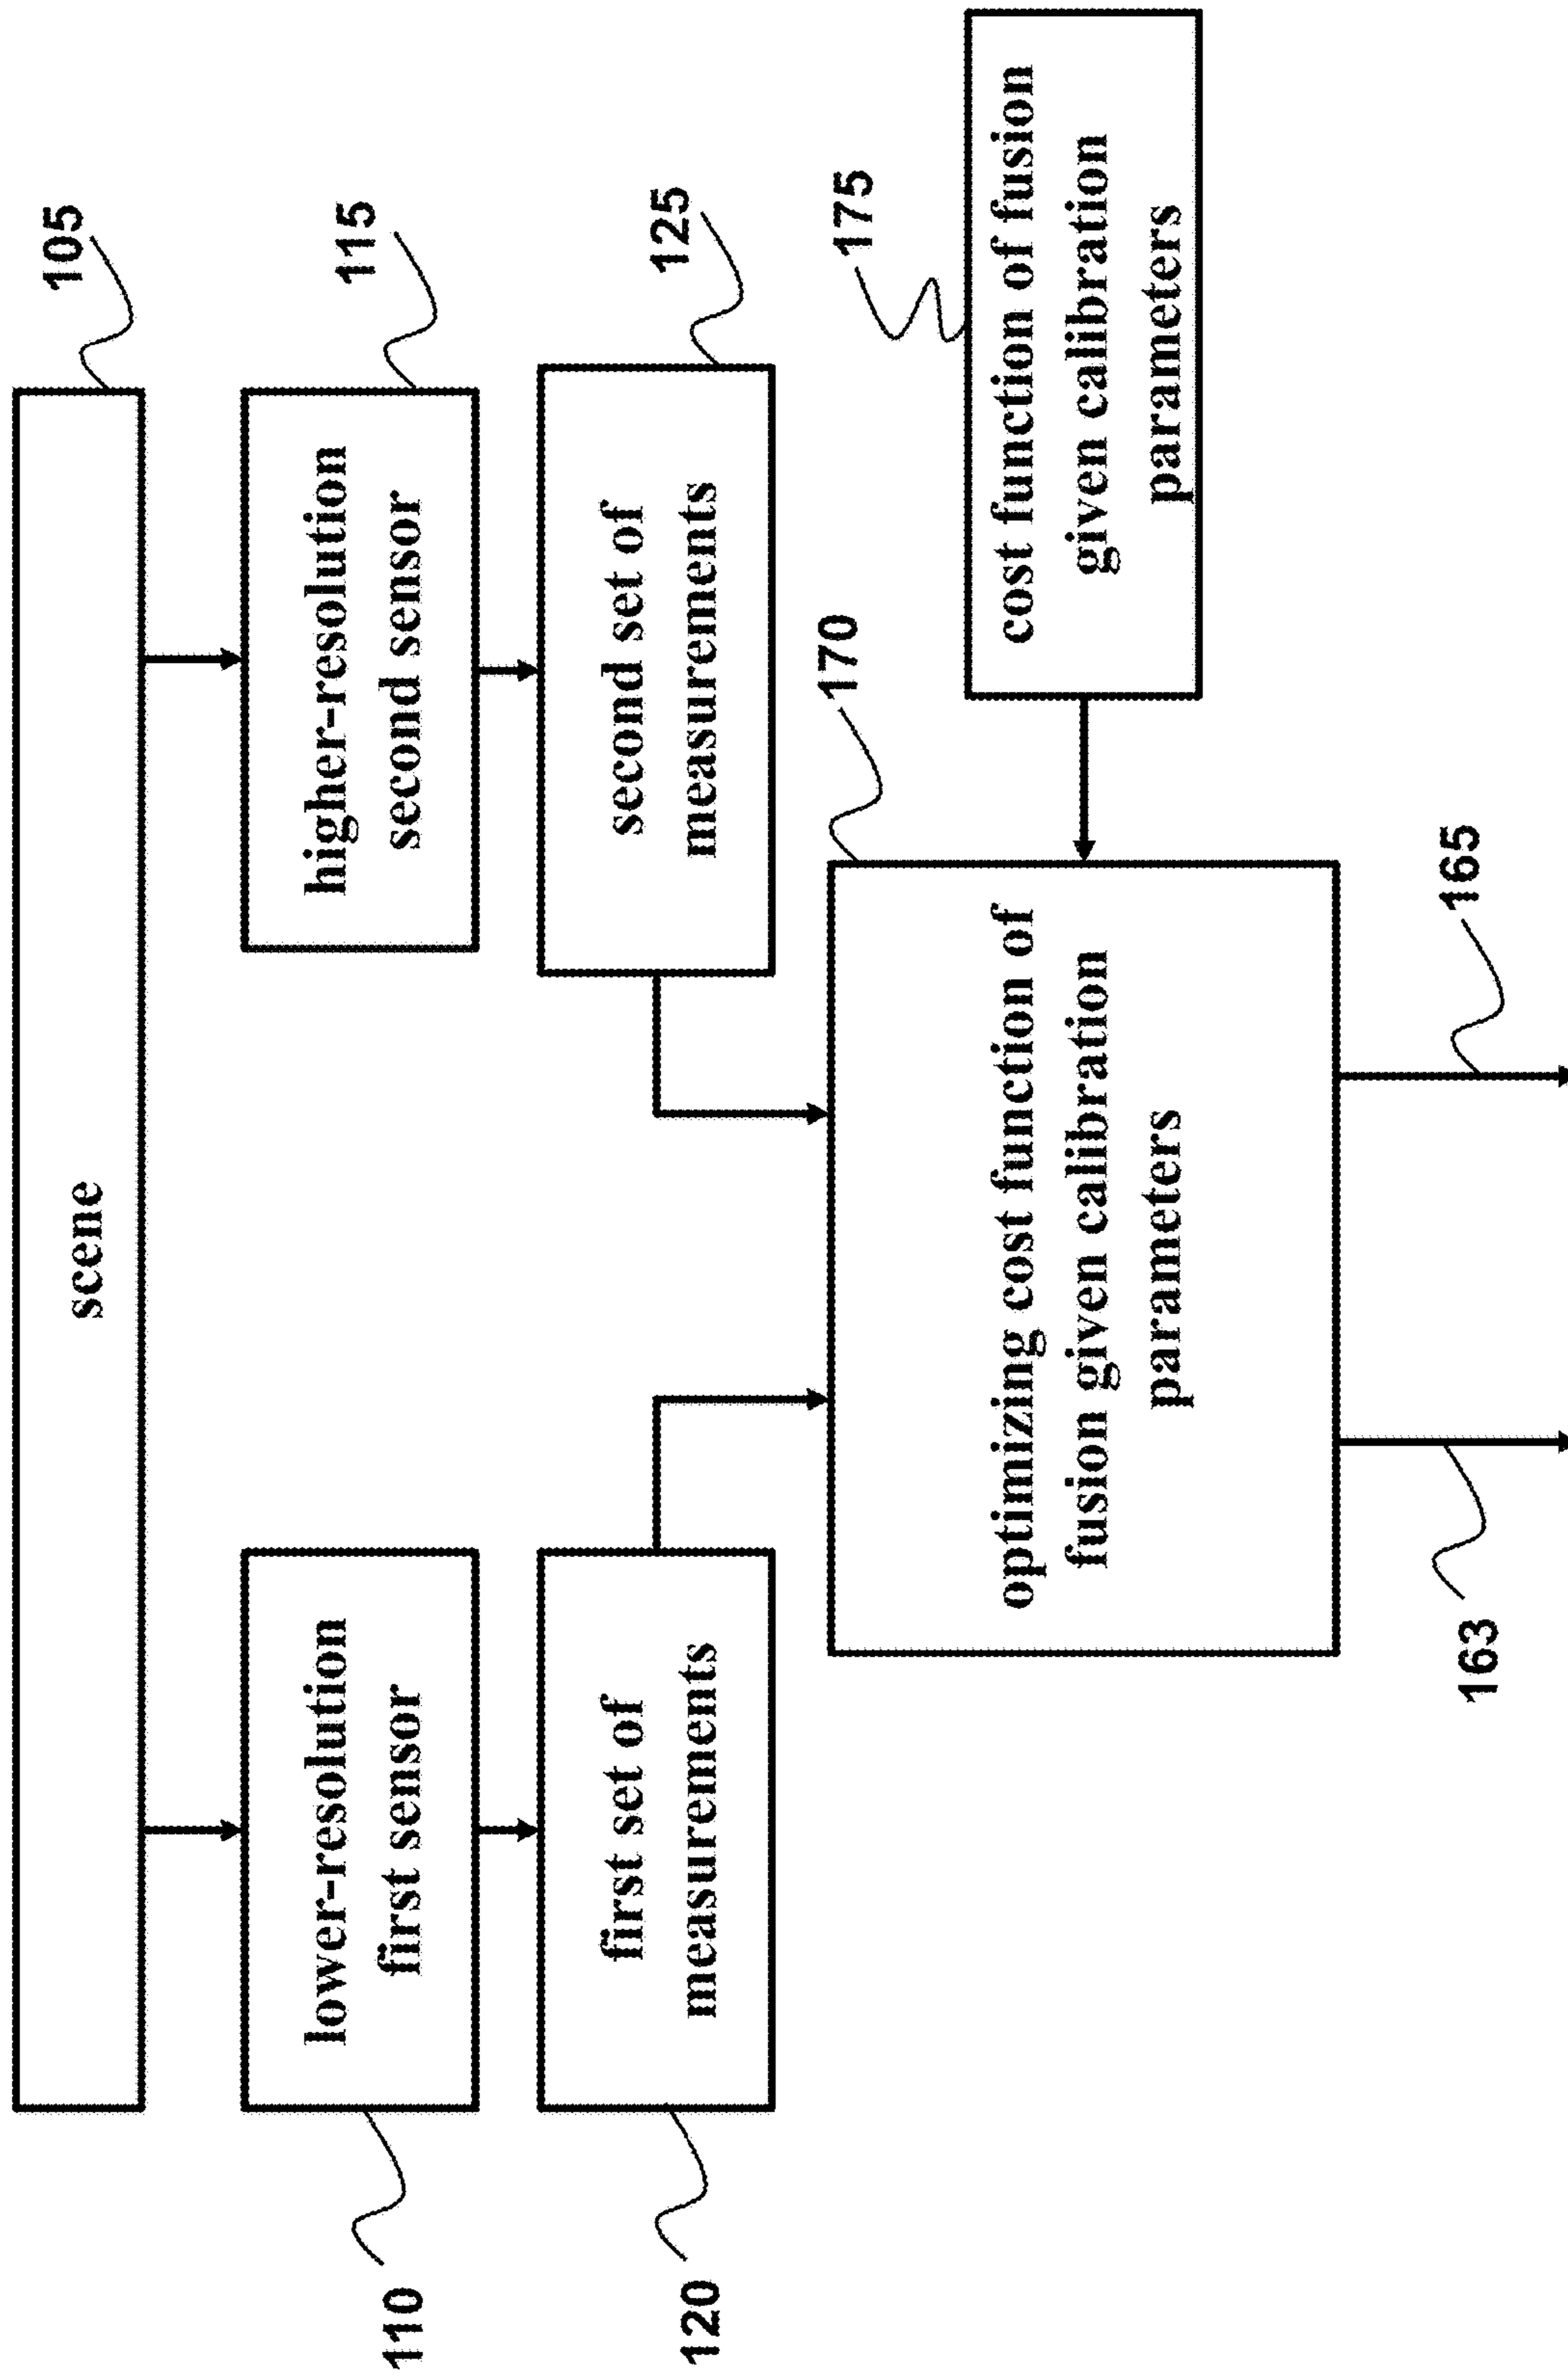 scene
105
lower-resolution
first sensor
110
higher-resolution
second sensor
115
first set of
measurements
120
second set of
measurements
125
optimizing cost function of
fusion given calibration
parameters
170
cost function of fusion
given calibration
parameters
175
163
165